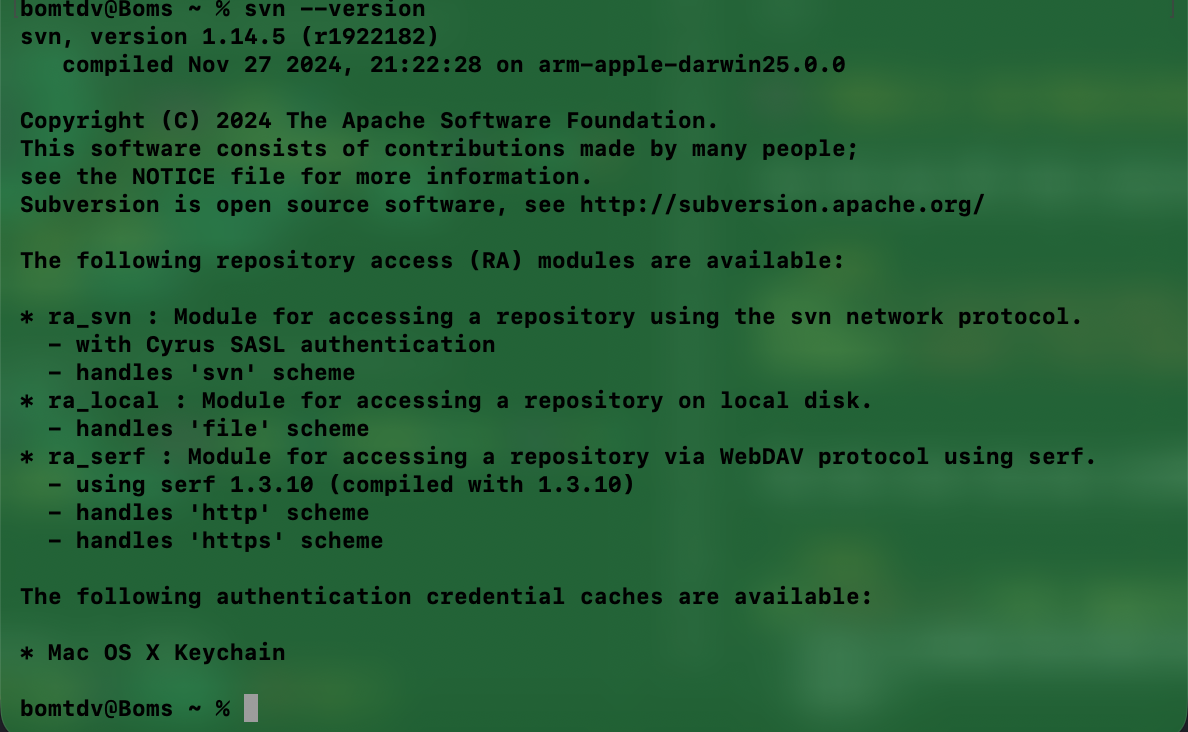 bomtdv@Boms ~ % svn --version
svn, version 1.14.5 (r1922182)
   compiled Nov 27 2024, 21:22:28 on arm-apple-darwin25.0.0

Copyright (C) 2024 The Apache Software Foundation.
This software consists of contributions made by many people;
see the NOTICE file for more information.
Subversion is open source software, see http://subversion.apache.org/

The following repository access (RA) modules are available:

* ra_svn : Module for accessing a repository using the svn network protocol.
  - with Cyrus SASL authentication
  - handles 'svn' scheme
* ra_local : Module for accessing a repository on local disk.
  - handles 'file' scheme
* ra_serf : Module for accessing a repository via WebDAV protocol using serf.
  - using serf 1.3.10 (compiled with 1.3.10)
  - handles 'http' scheme
  - handles 'https' scheme

The following authentication credential caches are available:

* Mac OS X Keychain

bomtdv@Boms ~ %